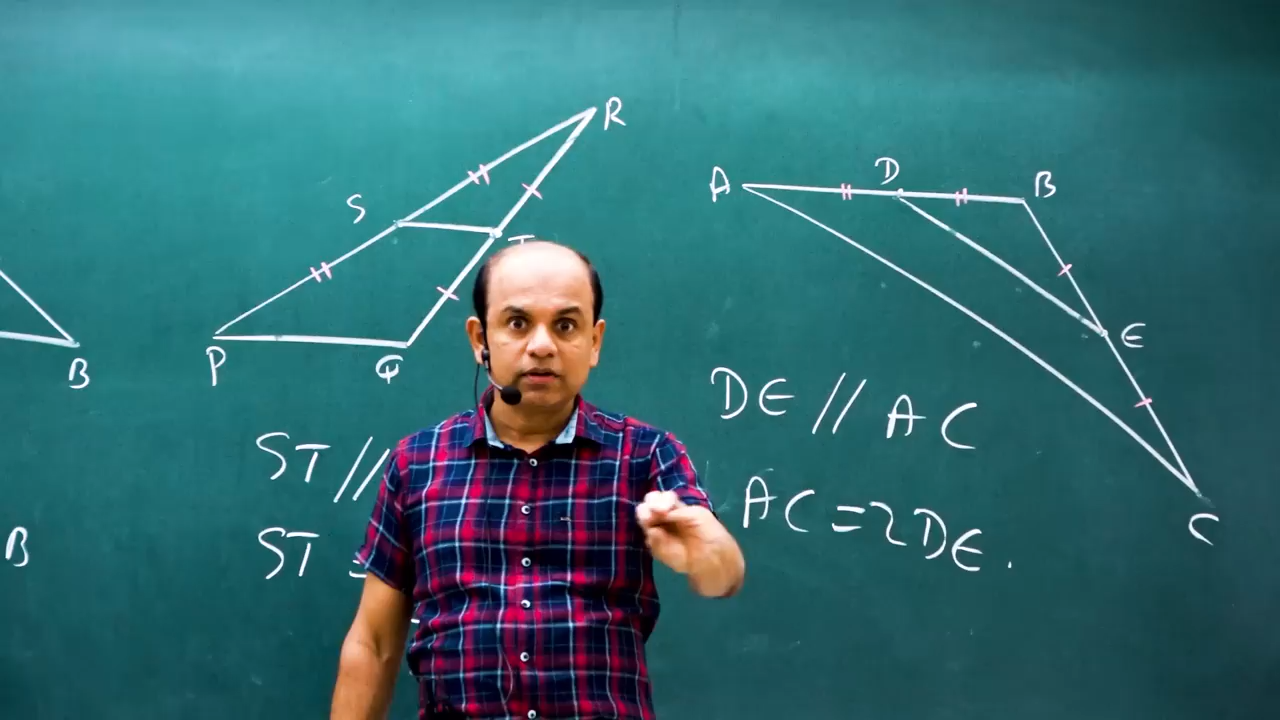 R
A
D
B
S
T
E
P
Q
B
DE // AC
ST //
AC = 2DE.
C
B
ST =